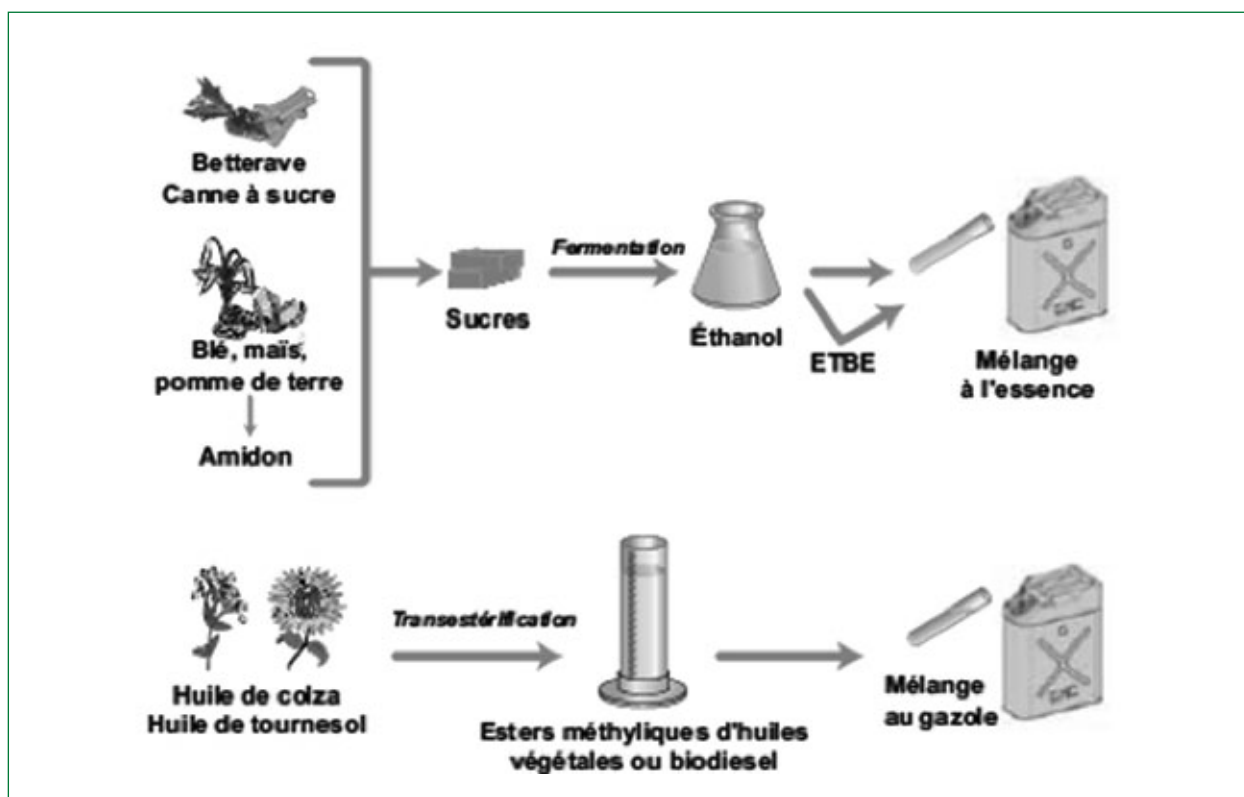 Betterave
Canne à sucre
Blé, maïs,
pomme de terre
Amidon
Sucres
Fermentation
Éthanol
ETBE
Mélange
à l'essence
Huile de colza
Huile de tournesol
Transestérification
Esters méthyliques d'huiles
végétales ou biodiesel
Mélange
au gazole